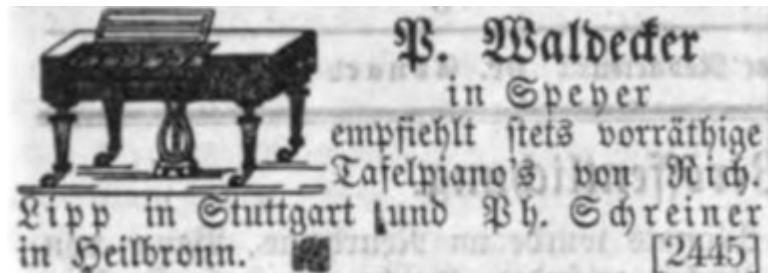 P. Waldecker
in Speyer
empfiehlt stets vorräthige
Tafelpiano's von Rich.
Lipp in Stuttgart und Ph. Schreiner
in Heilbronn. [2445]